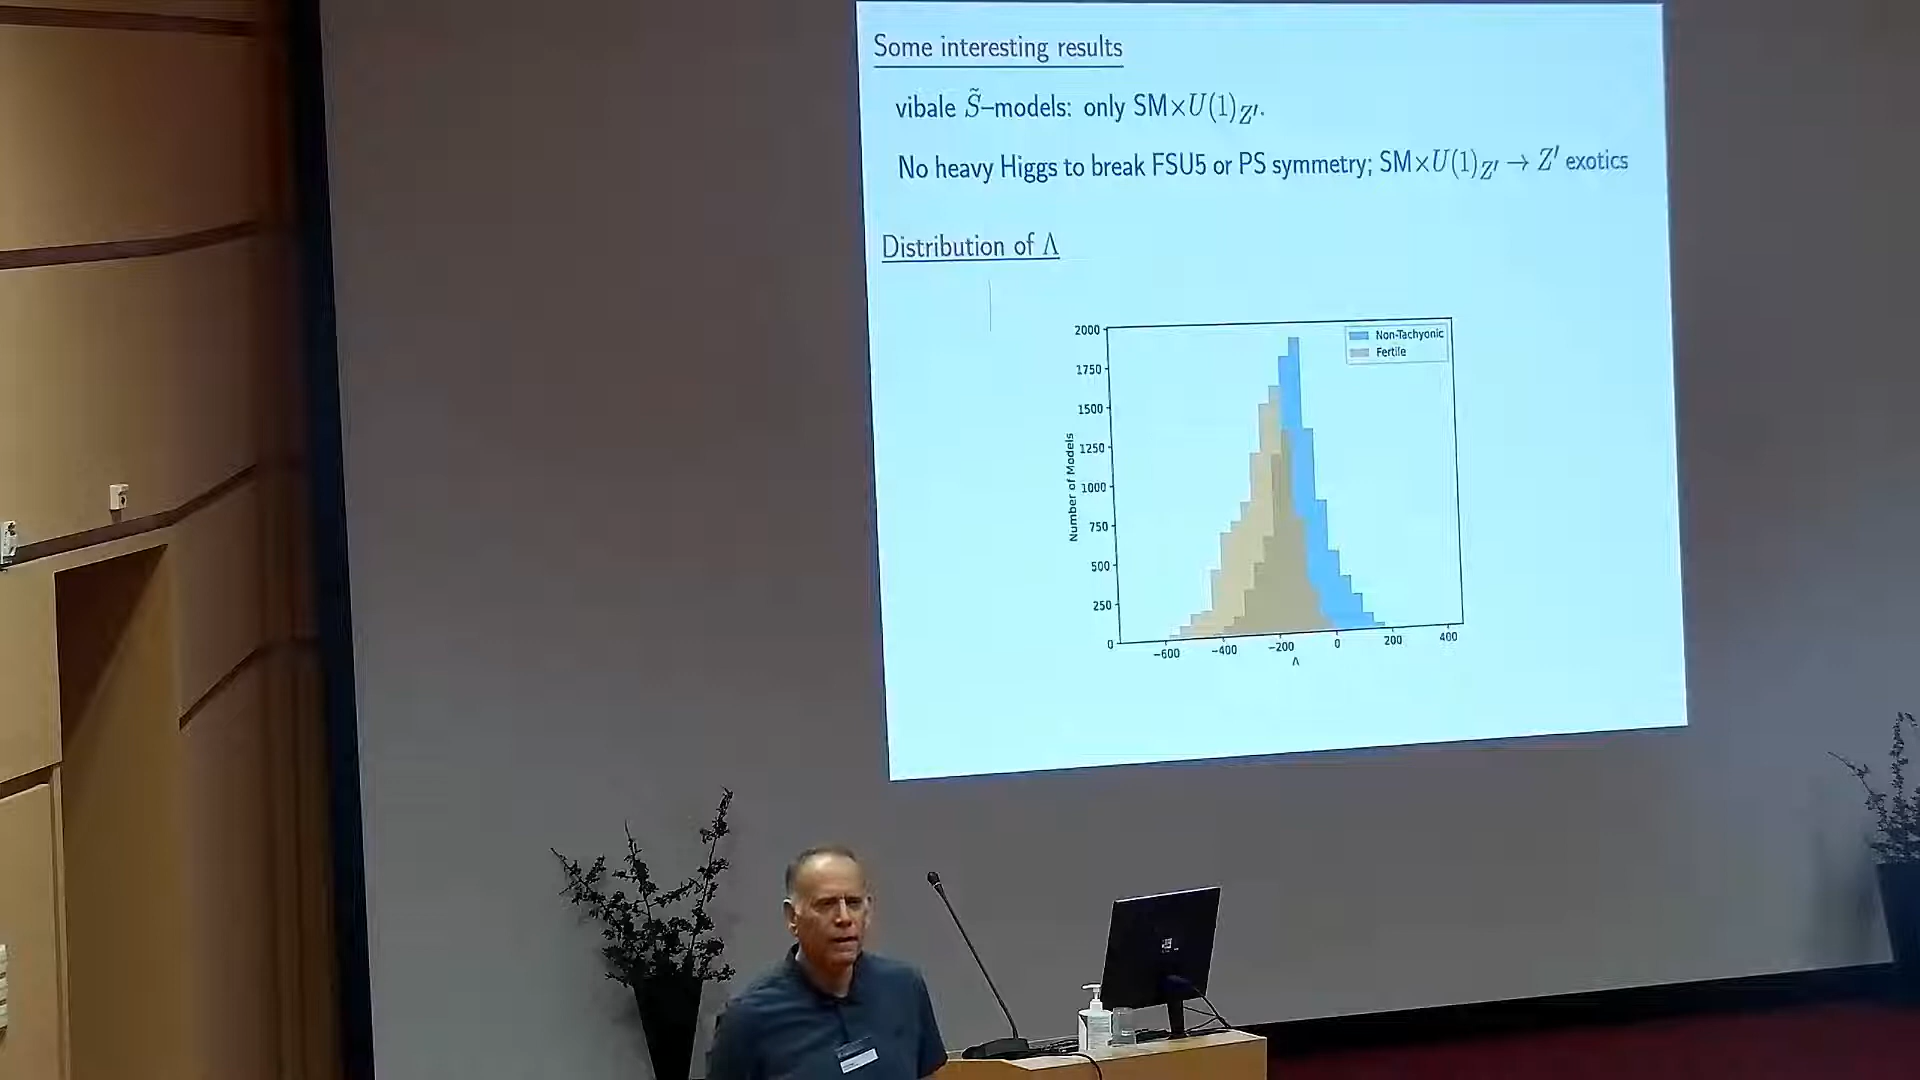 Some interesting results
vibale S̃–models: only SM×U(1)_Z′.
No heavy Higgs to break FSU5 or PS symmetry; SM×U(1)_Z′ → Z′ exotics
Distribution of Λ
Non-Tachyonic
Fertile
2000
1750
1500
1250
1000
750
500
250
0
Number of Models
−600 −400 −200 0 200 400
Λ